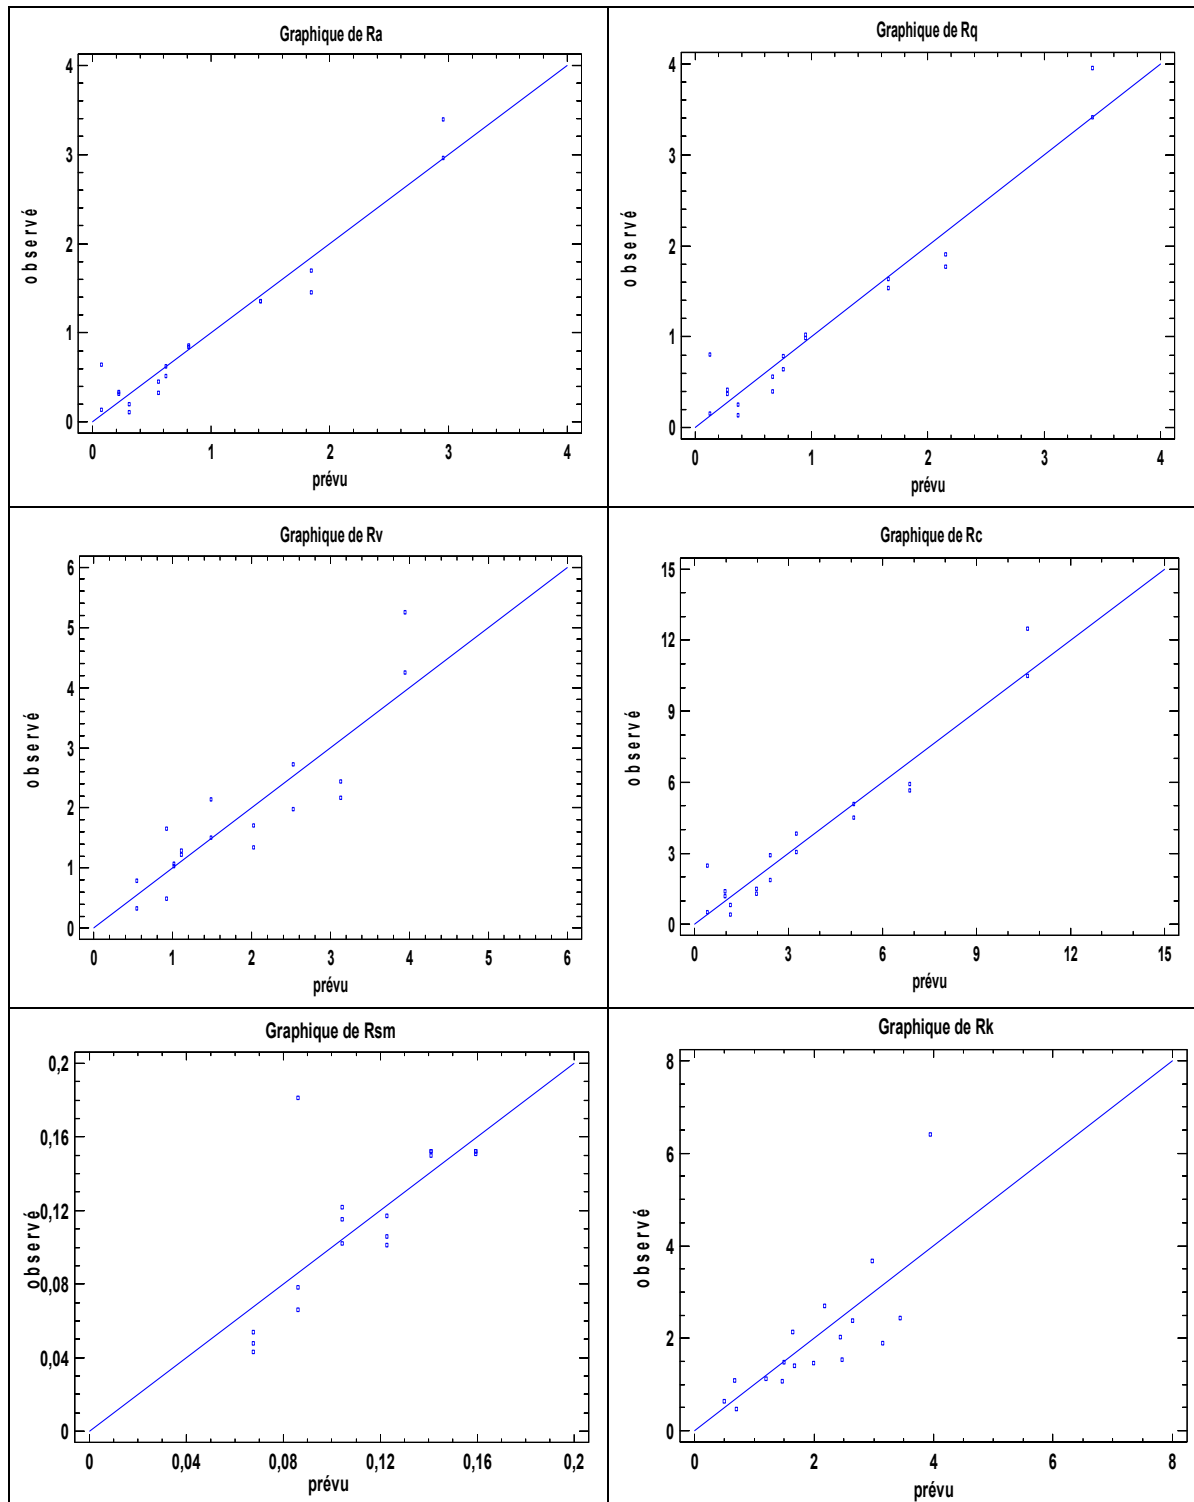 Graphique de Ra
4
3
2
1
0
observé
0 1 2 3 4
prévu
Graphique de Rq
4
3
2
1
0
observé
0 1 2 3 4
prévu
Graphique de Rv
6
5
4
3
2
1
0
observé
0 1 2 3 4 5 6
prévu
Graphique de Rc
15
12
9
6
3
0
observé
0 3 6 9 12 15
prévu
Graphique de Rsm
0,2
0,16
0,12
0,08
0,04
0
observé
0 0,04 0,08 0,12 0,16 0,2
prévu
Graphique de Rk
8
6
4
2
0
observé
0 2 4 6 8
prévu